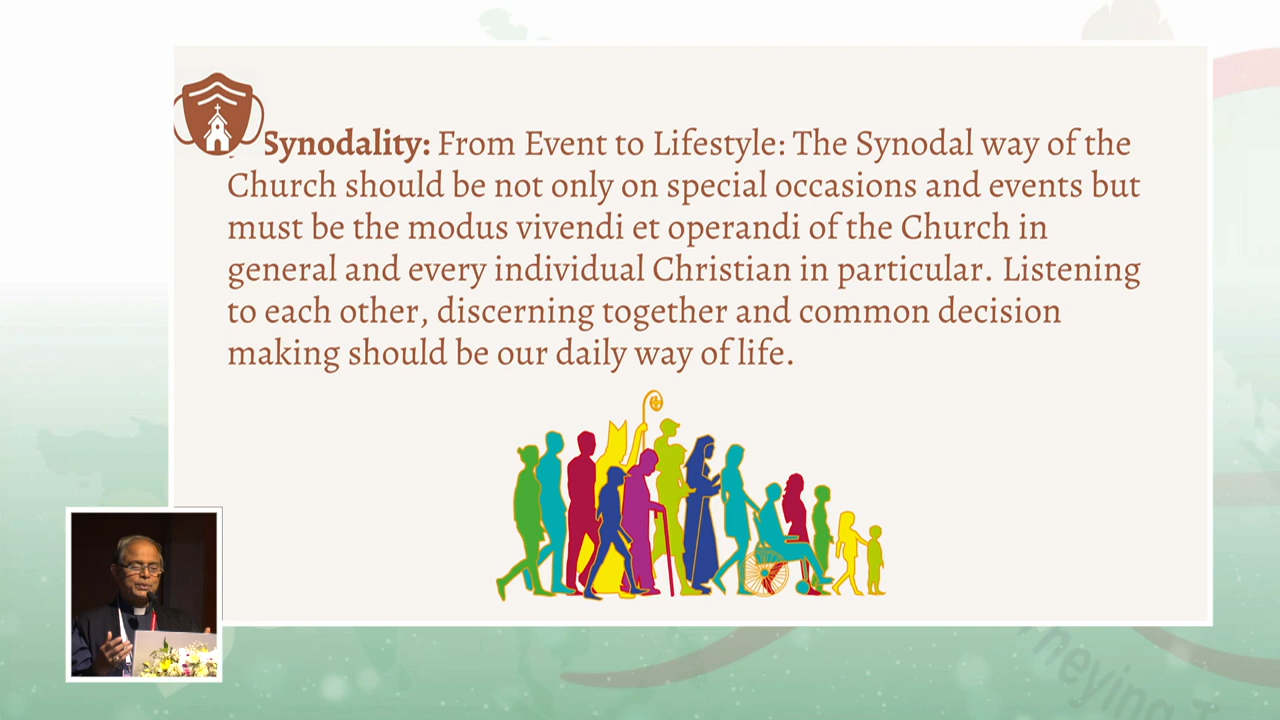 Synodality: From Event to Lifestyle: The Synodal way of the
Church should be not only on special occasions and events but
must be the modus vivendi et operandi of the Church in
general and every individual Christian in particular. Listening
to each other, discerning together and common decision
making should be our daily way of life.
neying T